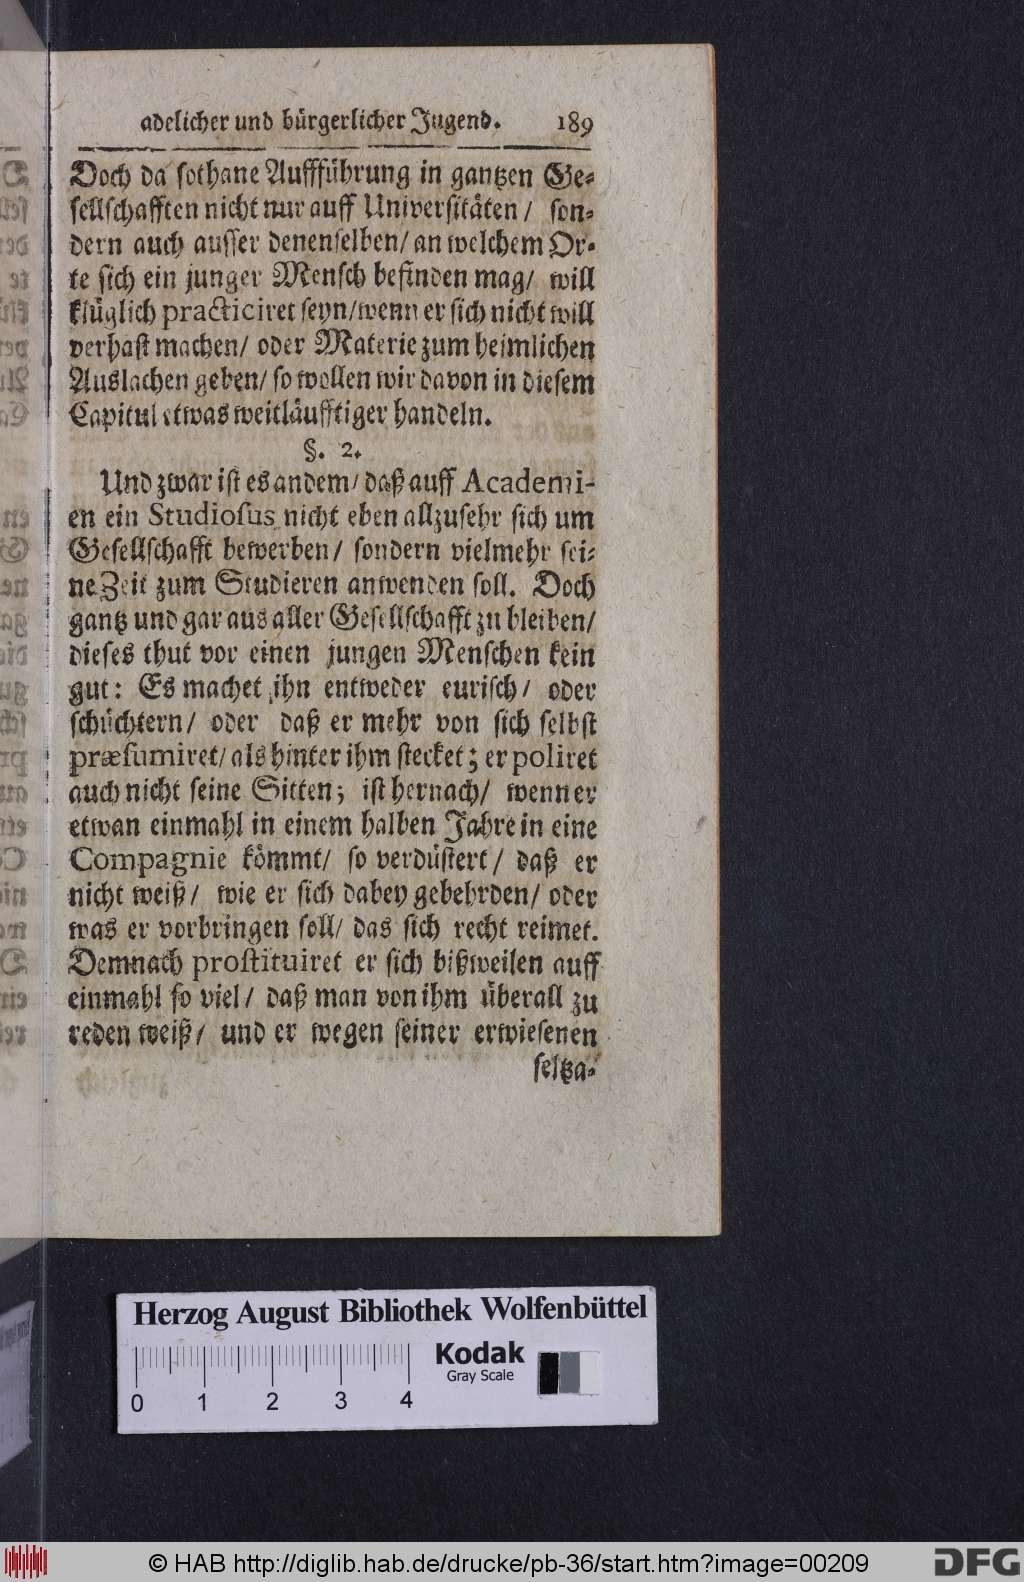 adelicher und bürgerlicher Jugend. 189
Doch da sothane Auffführung in gantzen Ge-
sellschafften nicht nur auff Universitäten / son-
dern auch ausser denenselben / an welchem Or-
te sich ein junger Mensch befinden mag / will
klüglich practiciret seyn / wenn er sich nicht will
verhast machen / oder Materie zum heimlichen
Auslachen geben / so wollen wir davon in diesem
Capitul etwas weitläufftiger handeln.
§. 2.
Und zwar ist es andem / daß auff Academi-
en ein Studiosus nicht eben allzusehr sich um
Gesellschafft bewerben / sondern vielmehr sei-
ne Zeit zum Studieren anwenden soll. Doch
gantz und gar aus aller Gesellschafft zu bleiben /
dieses thut vor einen jungen Menschen kein
gut: Es machet ihn entweder eurisch / oder
schüchtern / oder daß er mehr von sich selbst
præsumiret / als hinter ihm stecket; er poliret
auch nicht seine Sitten; ist hernach / wenn er
etwan einmahl in einem halben Jahre in eine
Compagnie kömmt / so verdüstert / daß er
nicht weiß / wie er sich dabey gebehrden / oder
was er vorbringen soll / das sich recht reimet.
Demnach prostituiret er sich bißweilen auff
einmahl so viel / daß man von ihm überall zu
reden weiß / und er wegen seiner erwiesenen
seltza-
Herzog August Bibliothek Wolfenbüttel
Kodak
Gray Scale
0 1 2 3 4
© HAB http://diglib.hab.de/drucke/pb-36/start.htm?image=00209
DFG